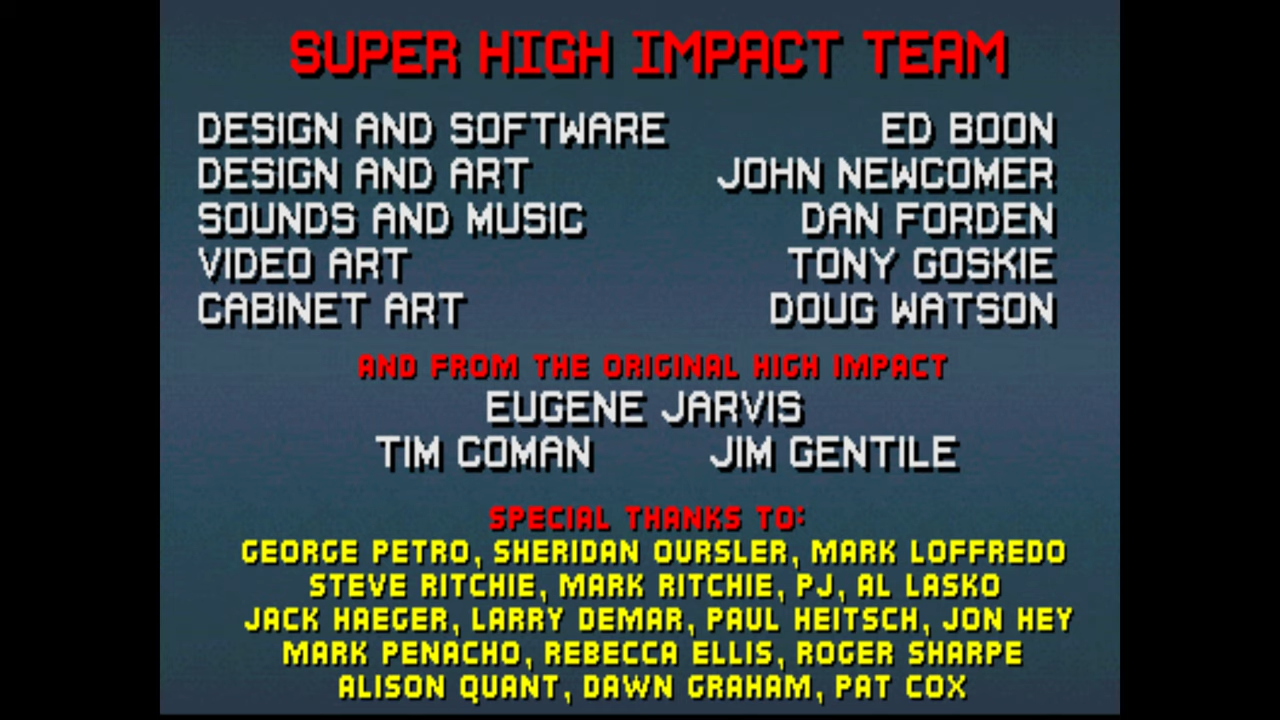 SUPER HIGH IMPACT TEAM
DESIGN AND SOFTWARE ED BOON
DESIGN AND ART JOHN NEWCOMER
SOUNDS AND MUSIC DAN FORDEN
VIDEO ART TONY GOSKIE
CABINET ART DOUG WATSON
AND FROM THE ORIGINAL HIGH IMPACT
EUGENE JARVIS
TIM COMAN JIM GENTILE
SPECIAL THANKS TO:
GEORGE PETRO, SHERIDAN OURSLER, MARK LOFFREDO
STEVE RITCHIE, MARK RITCHIE, PJ, AL LASKO
JACK HAEGER, LARRY DEMAR, PAUL HEITSCH, JON HEY
MARK PENACHO, REBECCA ELLIS, ROGER SHARPE
ALISON QUANT, DAWN GRAHAM, PAT COX